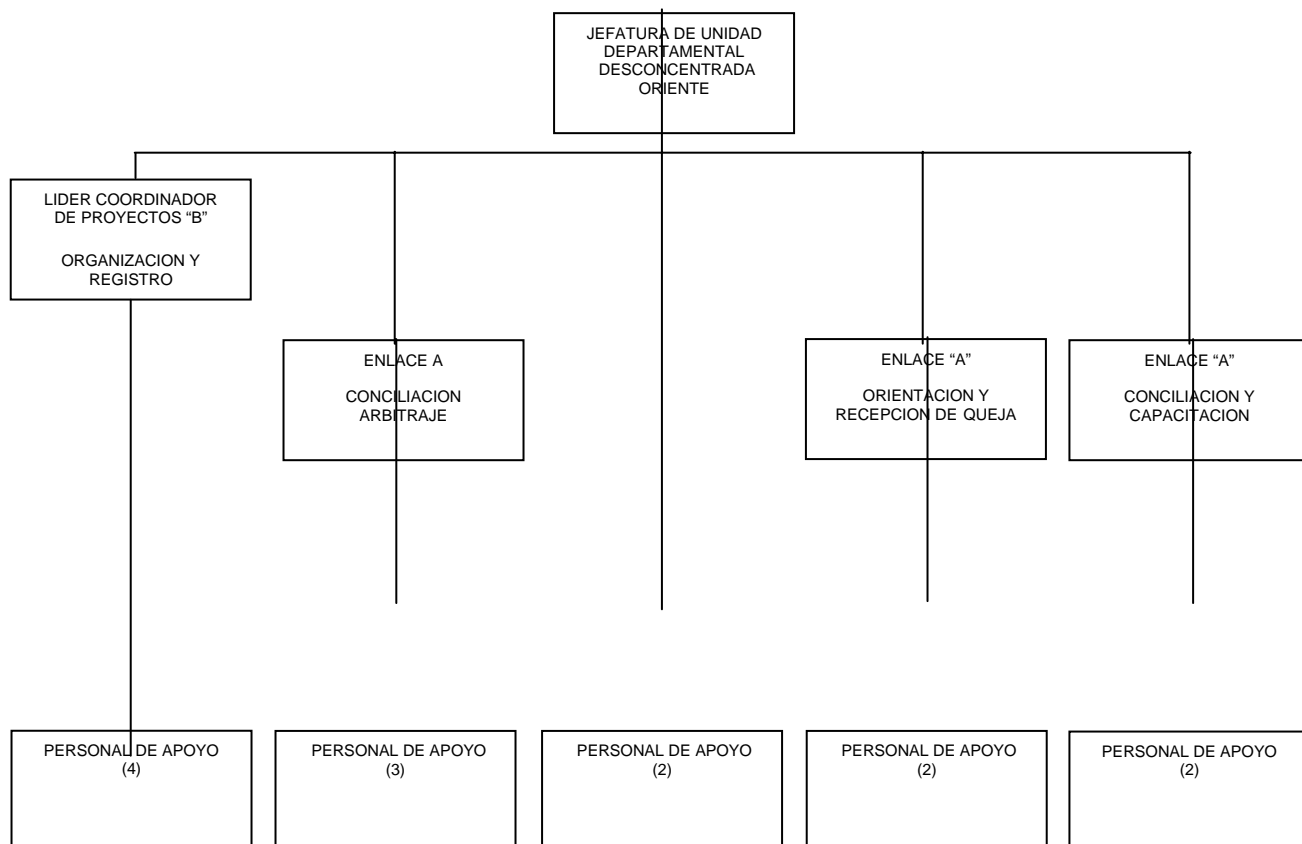 JEFATURA DE UNIDAD
DEPARTAMENTAL
DESCONCENTRADA
ORIENTE
LIDER COORDINADOR
DE PROYECTOS “B”
ORGANIZACION Y
REGISTRO
ENLACE A
CONCILIACION
ARBITRAJE
ENLACE “A”
ORIENTACION Y
RECEPCION DE QUEJA
ENLACE “A”
CONCILIACION Y
CAPACITACION
PERSONAL DE APOYO
(4)
PERSONAL DE APOYO
(3)
PERSONAL DE APOYO
(2)
PERSONAL DE APOYO
(2)
PERSONAL DE APOYO
(2)